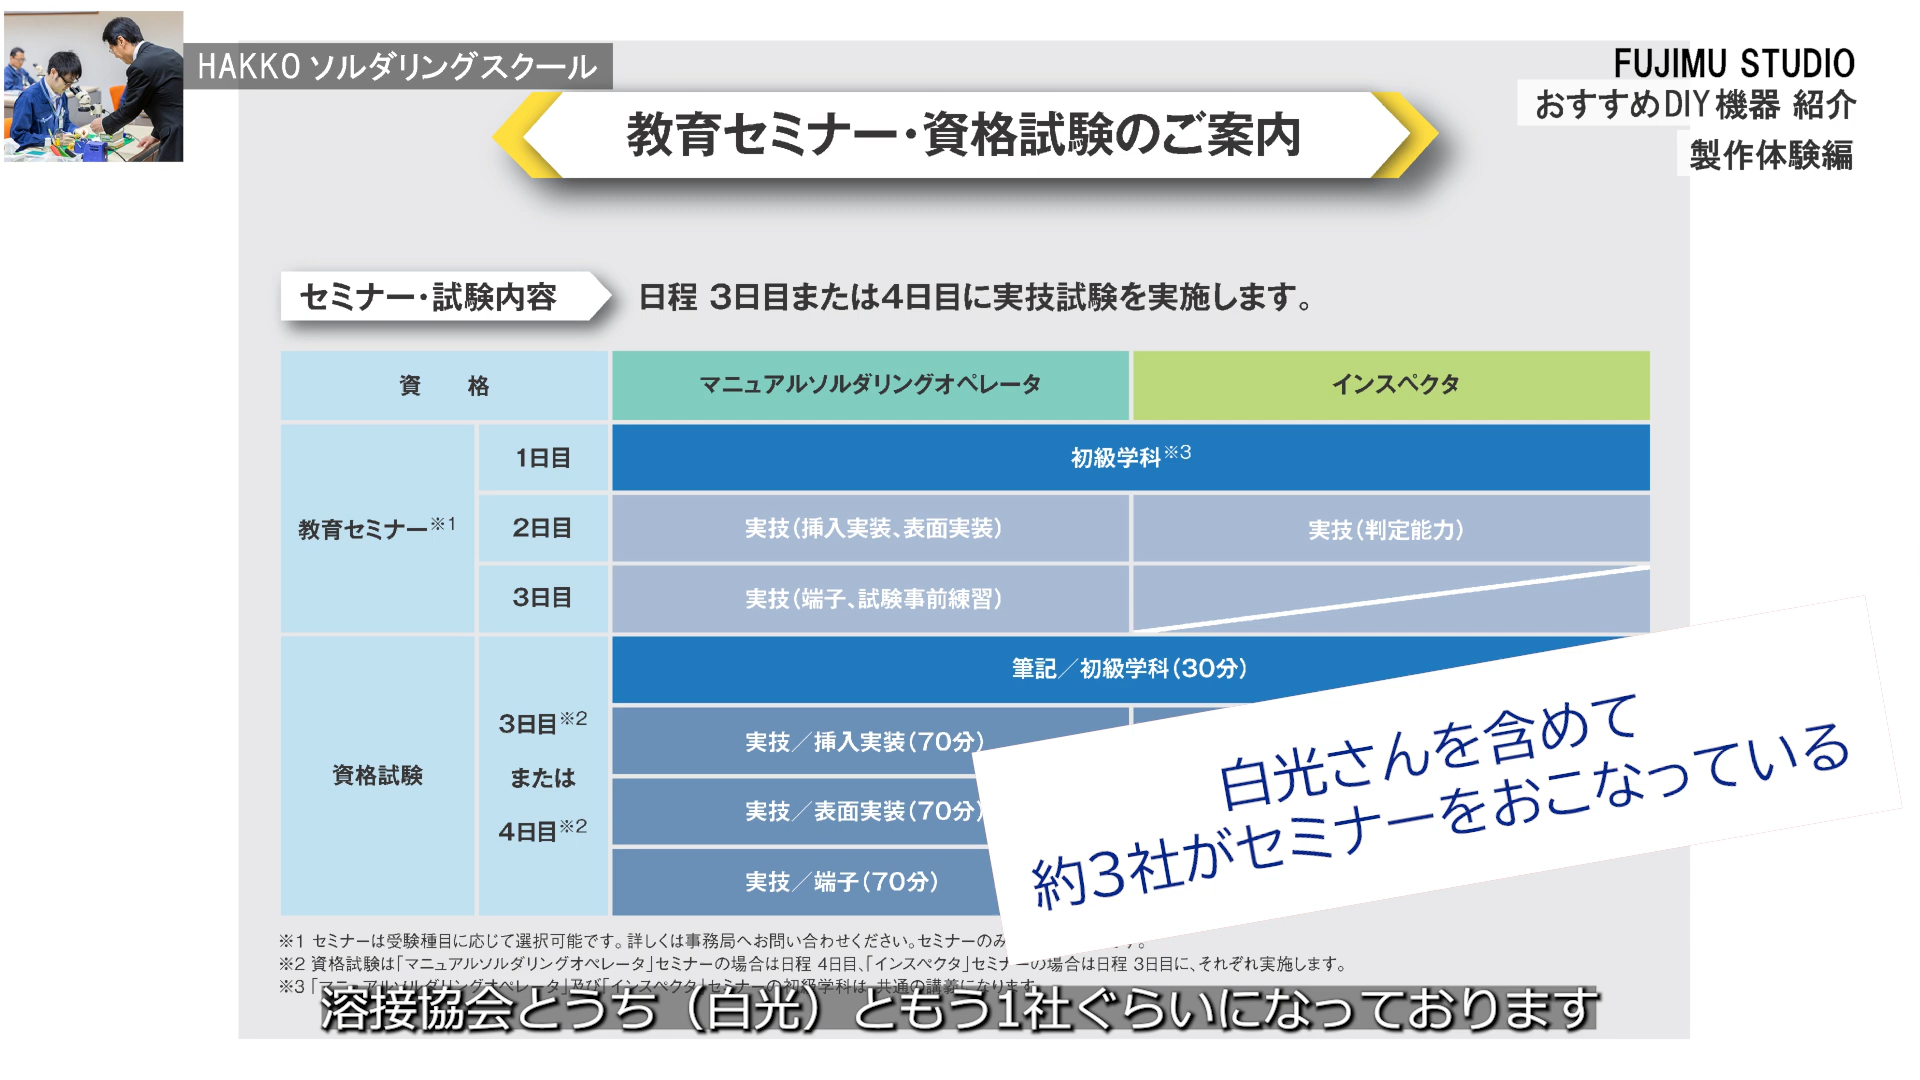 HAKKO ソルダリングスクール
FUJIMU STUDIO
おすすめDIY機器 紹介
製作体験編
教育セミナー・資格試験のご案内
セミナー・試験内容
日程 3日目または4日目に実技試験を実施します。
資 格
マニュアルソルダリングオペレータ
インスペクタ
教育セミナー※1
1日目
初級学科※3
2日目
実技(挿入実装、表面実装)
実技(判定能力)
3日目
実技(端子、試験事前練習)
資格試験
3日目※2
または
4日目※2
筆記/初級学科(30分)
実技/挿入実装(70分)
実技/表面実装(70分)
実技/端子(70分)
白光さんを含めて
約3社がセミナーをおこなっている
※1 セミナーは受験種目に応じて選択可能です。詳しくは事務局へお問い合わせください。セミナーのみ
※2 資格試験は「マニュアルソルダリングオペレータ」セミナーの場合は日程 4日目、「インスペクタ」セミナーの場合は日程 3日目に、それぞれ実施します。
※3 「マニュアルソルダリングオペレータ」及び「インスペクタ」セミナーの初級学科は、共通の講義になります。
溶接協会とうち（白光）ともう1社ぐらいになっております